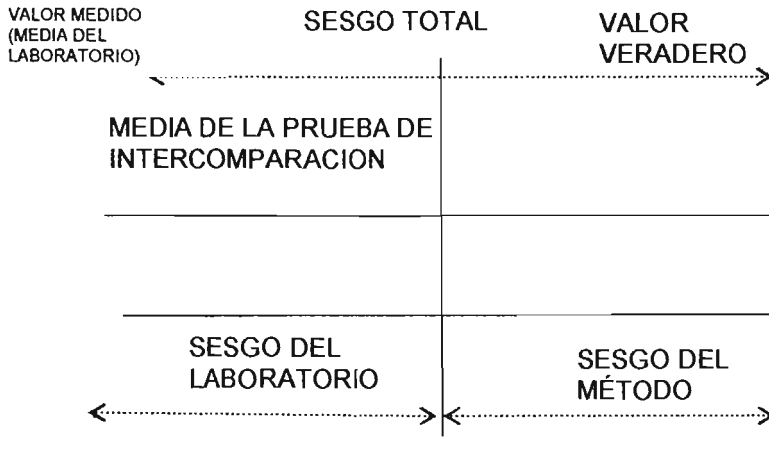 VALOR MEDIDO
(MEDIA DEL
LABORATORIO)
SESGO TOTAL
VALOR
VERADERO
MEDIA DE LA PRUEBA DE
INTERCOMPARACION
SESGO DEL
LABORATORIO
SESGO DEL
MÉTODO